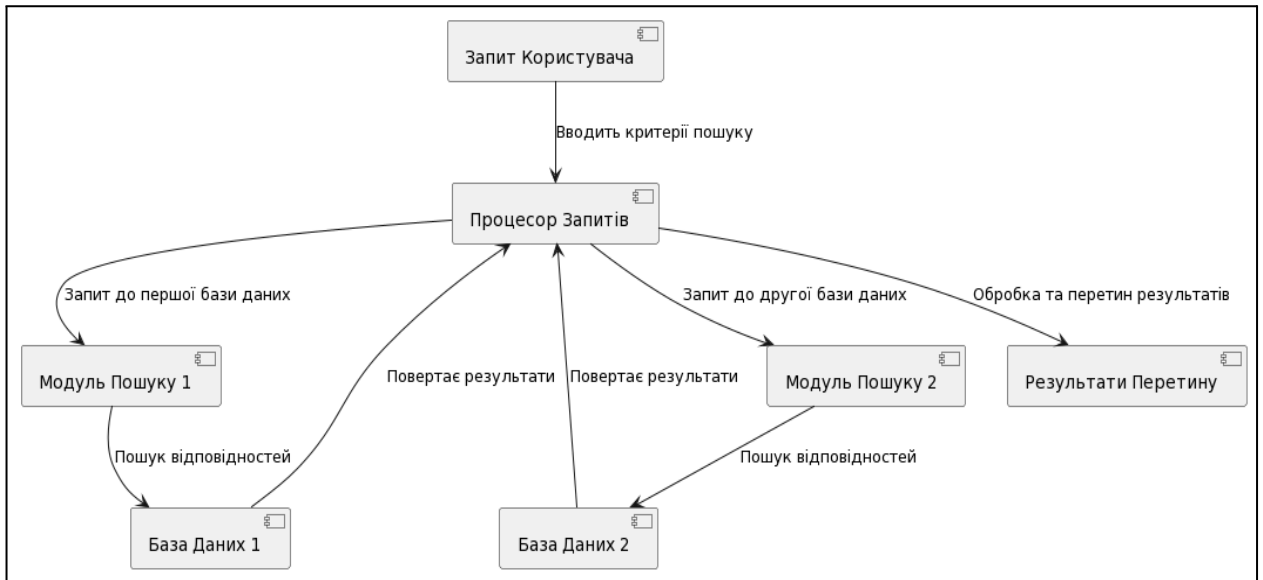 Запит Користувача
Вводить критерії пошуку
Процесор Запитів
Запит до першої бази даних
Запит до другої бази даних
Обробка та перетин результатів
Модуль Пошуку 1
Повертає результати
Повертає результати
Модуль Пошуку 2
Результати Перетину
Пошук відповідностей
Пошук відповідностей
База Даних 1
База Даних 2